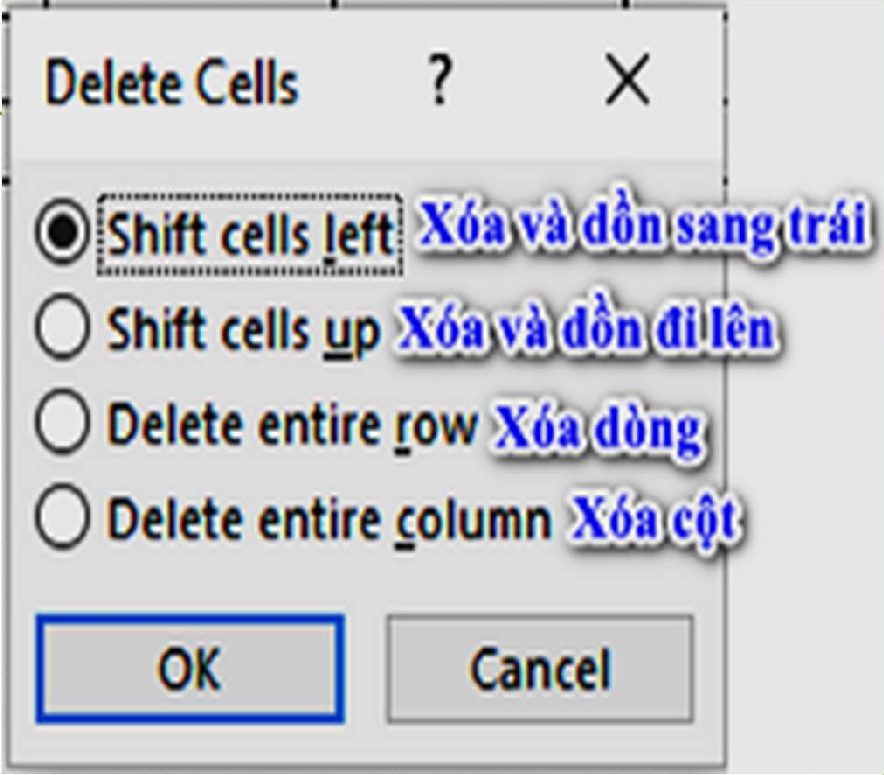 Delete Cells ? X
Shift cells left Xóa và dồn sang trái
Shift cells up Xóa và dồn đi lên
Delete entire row Xóa dòng
Delete entire column Xóa cột
OK Cancel